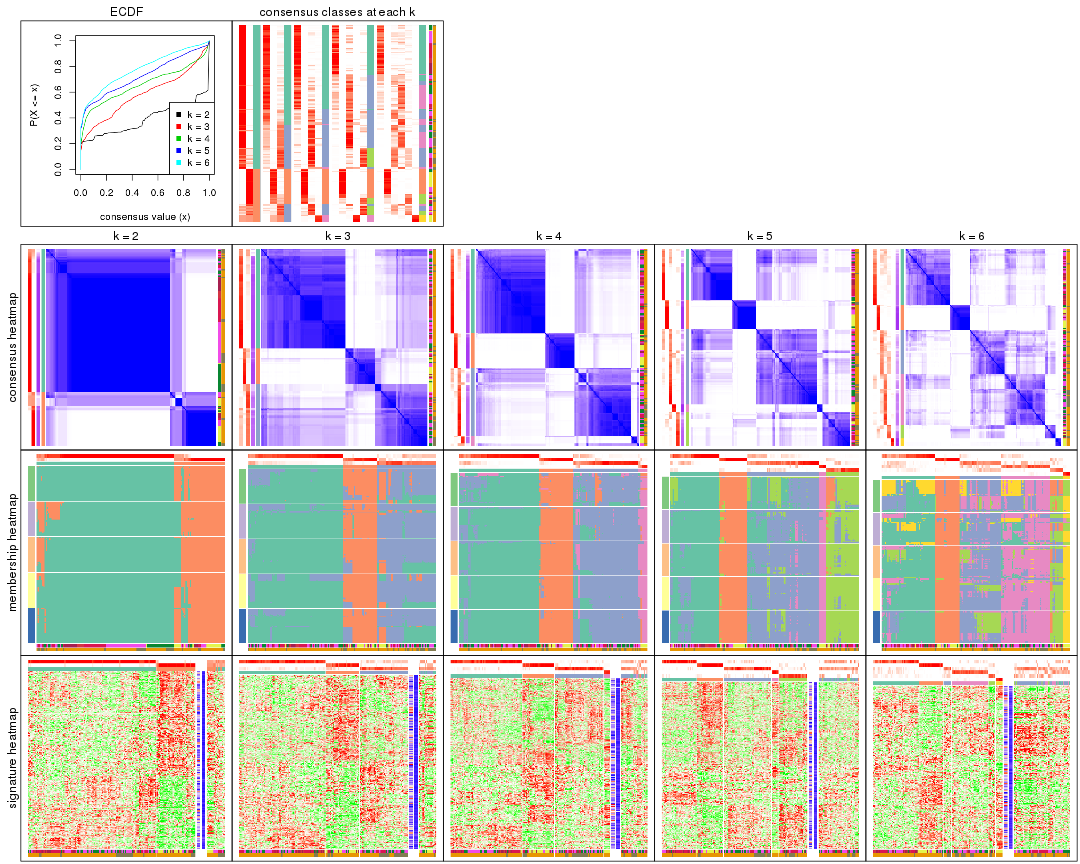 ECDF
consensus classes at each k
P(X <= x)
0.0 0.2 0.4 0.6 0.8 1.0
k = 2
k = 3
k = 4
k = 5
k = 6
0.0 0.2 0.4 0.6 0.8 1.0
consensus value (x)
k = 2 k = 3 k = 4 k = 5 k = 6
consensus heatmap
membership heatmap
signature heatmap